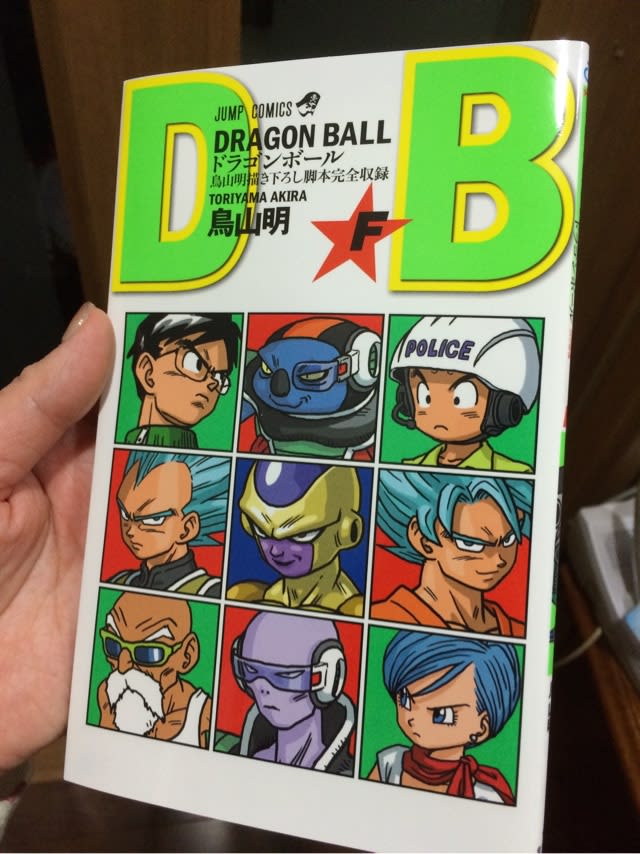 DB
JUMP COMICS
DRAGON BALL
ドラゴンボール
鳥山明描き下ろし脚本完全収録
TORIYAMA AKIRA
鳥山明
F
POLICE